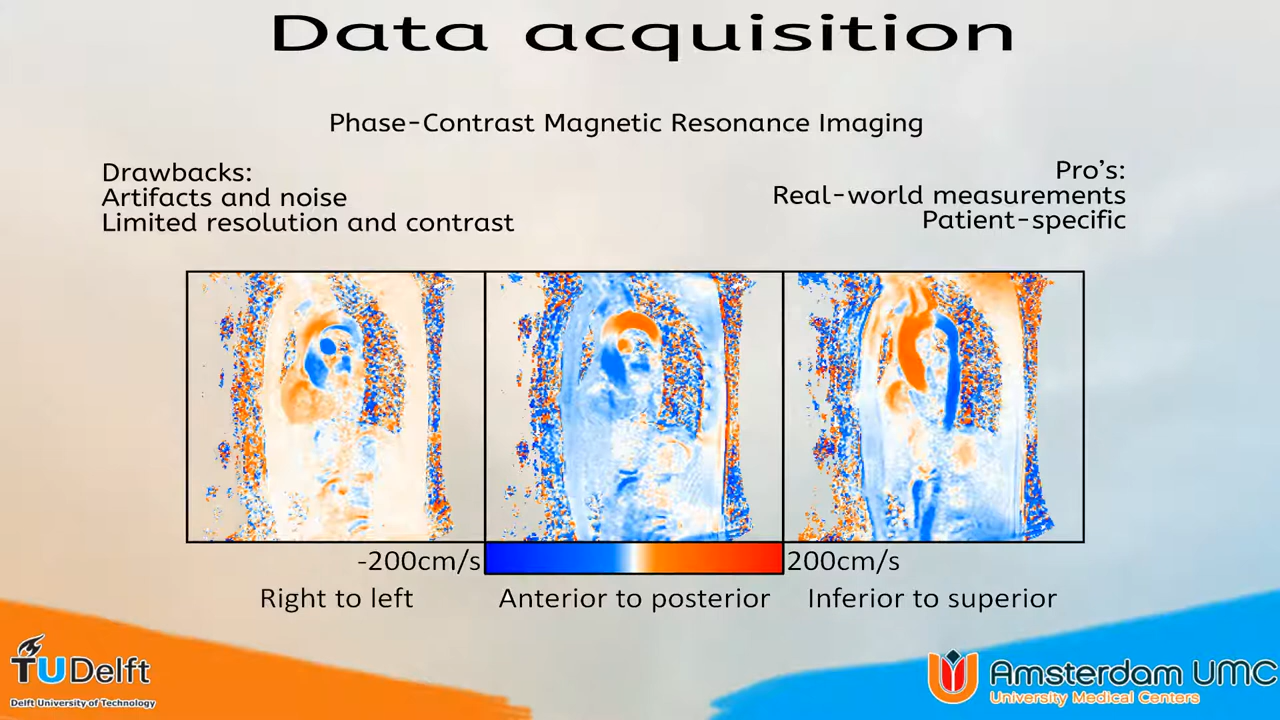 Data acquisition
Phase-Contrast Magnetic Resonance Imaging
Drawbacks:
Artifacts and noise
Limited resolution and contrast
Pro's:
Real-world measurements
Patient-specific
-200cm/s
200cm/s
Right to left
Anterior to posterior
Inferior to superior
TUDelft
Delft University of Technology
Amsterdam UMC
University Medical Centers